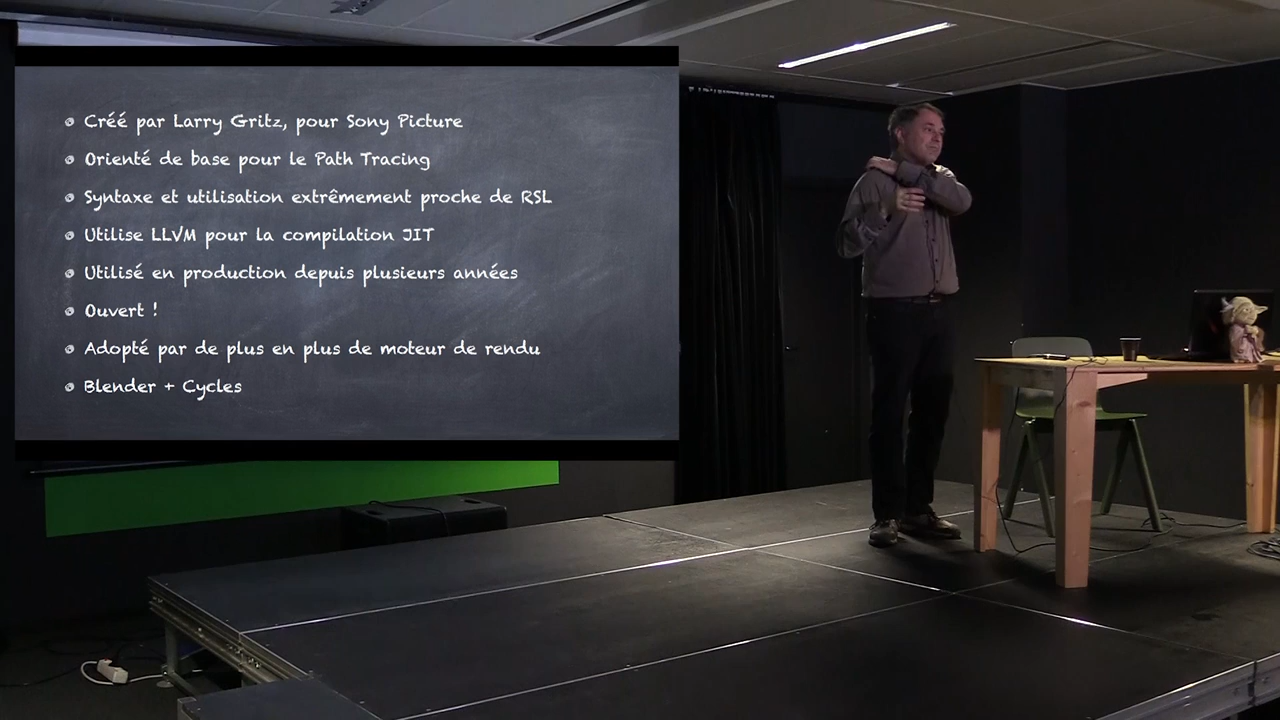 Créé par Larry Gritz, pour Sony Picture
Orienté de base pour le Path Tracing
Syntaxe et utilisation extrêmement proche de RSL
Utilise LLVM pour la compilation JIT
Utilisé en production depuis plusieurs années
Ouvert !
Adopté par de plus en plus de moteur de rendu
Blender + Cycles